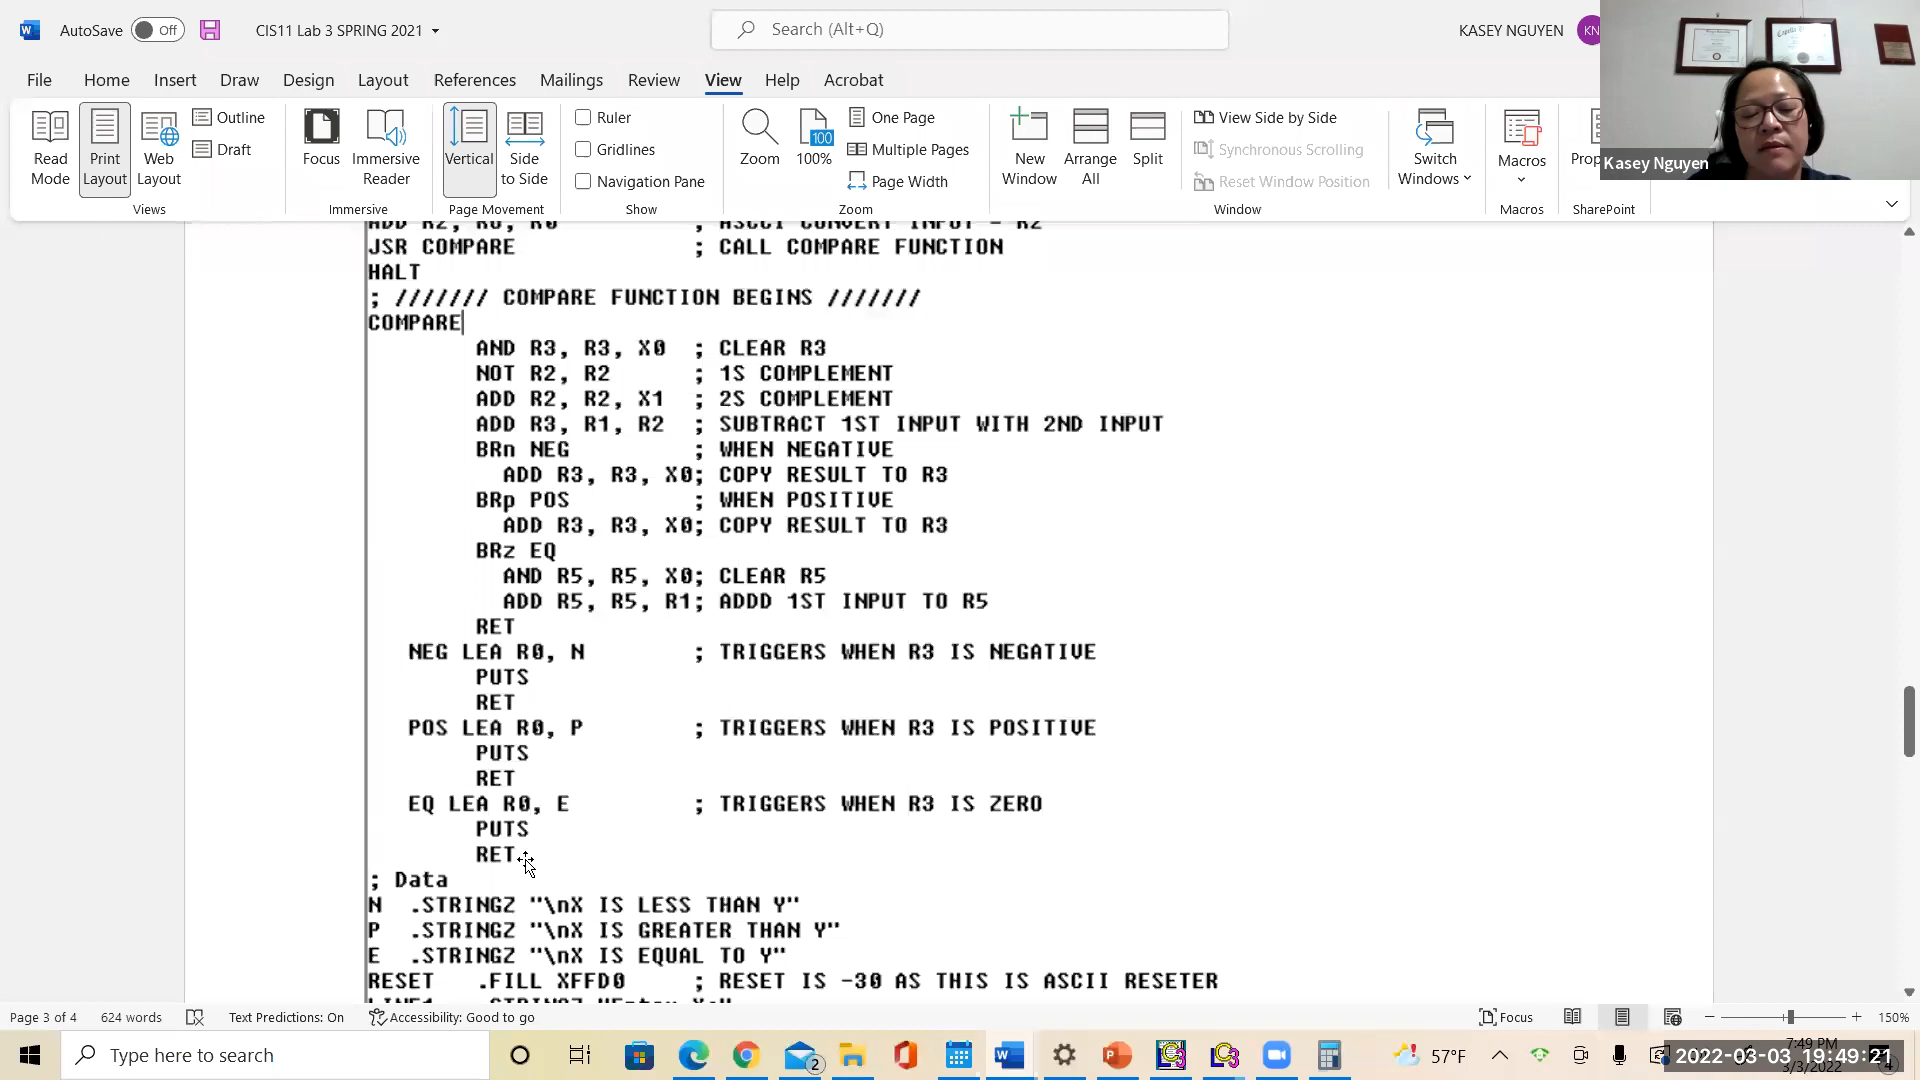 AutoSave Off CIS11 Lab 3 SPRING 2021 Search (Alt+Q) KASEY NGUYEN KN
File Home Insert Draw Design Layout References Mailings Review View Help Acrobat
Read Mode
Print Layout
Web Layout
Outline
Draft
Views
Focus
Immersive Reader
Immersive
Vertical
Side to Side
Page Movement
Ruler
Gridlines
Navigation Pane
Show
Zoom
100
100%
One Page
Multiple Pages
Page Width
Zoom
New Window
Arrange All
Split
View Side by Side
Synchronous Scrolling
Reset Window Position
Window
Switch Windows
Macros
Macros
SharePoint
Kasey Nguyen
ADD R2, R0, R0 ; ASCCI CONVERT INPUT - R2
JSR COMPARE ; CALL COMPARE FUNCTION
HALT
; /////// COMPARE FUNCTION BEGINS ///////
COMPARE
AND R3, R3, X0 ; CLEAR R3
NOT R2, R2 ; 1S COMPLEMENT
ADD R2, R2, X1 ; 2S COMPLEMENT
ADD R3, R1, R2 ; SUBTRACT 1ST INPUT WITH 2ND INPUT
BRn NEG ; WHEN NEGATIVE
ADD R3, R3, X0; COPY RESULT TO R3
BRp POS ; WHEN POSITIVE
ADD R3, R3, X0; COPY RESULT TO R3
BRz EQ
AND R5, R5, X0; CLEAR R5
ADD R5, R5, R1; ADDD 1ST INPUT TO R5
RET
NEG LEA R0, N ; TRIGGERS WHEN R3 IS NEGATIVE
PUTS
RET
POS LEA R0, P ; TRIGGERS WHEN R3 IS POSITIVE
PUTS
RET
EQ LEA R0, E ; TRIGGERS WHEN R3 IS ZERO
PUTS
RET
; Data
N .STRINGZ "\nX IS LESS THAN Y"
P .STRINGZ "\nX IS GREATER THAN Y"
E .STRINGZ "\nX IS EQUAL TO Y"
RESET .FILL XFFD0 ; RESET IS -30 AS THIS IS ASCII RESETER
Page 3 of 4 624 words Text Predictions: On Accessibility: Good to go Focus 150%
Type here to search 2 57°F 2022-03-03 19:49:21